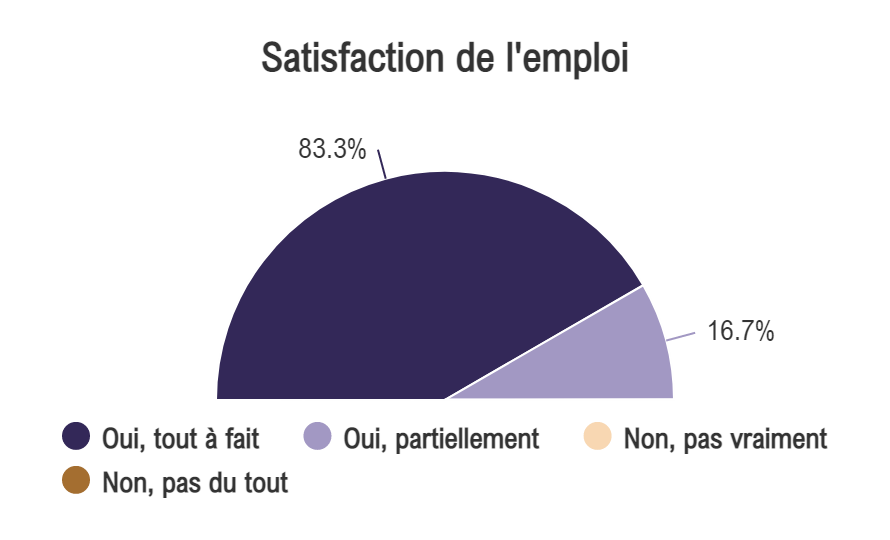 Satisfaction de l'emploi
83.3%
16.7%
Oui, tout à fait
Oui, partiellement
Non, pas vraiment
Non, pas du tout